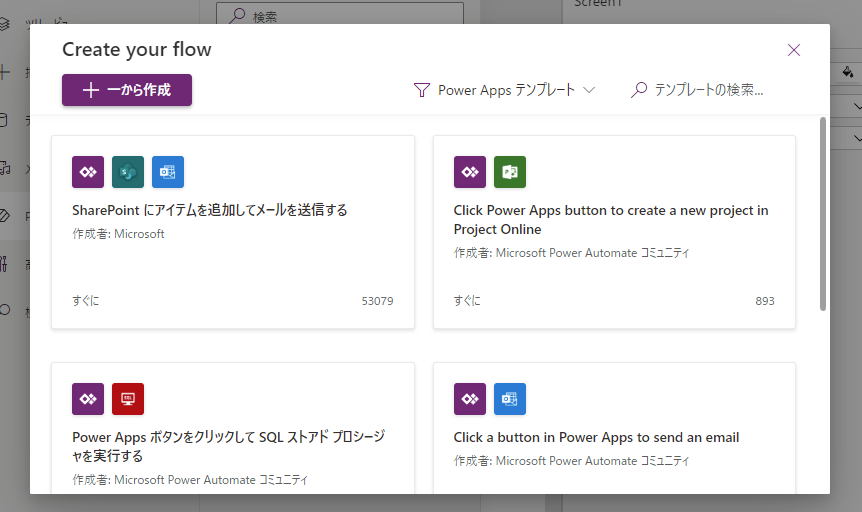 Screen1
検索
Create your flow
一から作成
Power Apps テンプレート
テンプレートの検索...
SharePoint にアイテムを追加してメールを送信する
作成者: Microsoft
すぐに
53079
Click Power Apps button to create a new project in
Project Online
作成者: Microsoft Power Automate コミュニティ
すぐに
893
Power Apps ボタンをクリックして SQL ストアド プロシージ
ャを実行する
作成者: Microsoft Power Automate コミュニティ
Click a button in Power Apps to send an email
作成者: Microsoft Power Automate コミュニティ